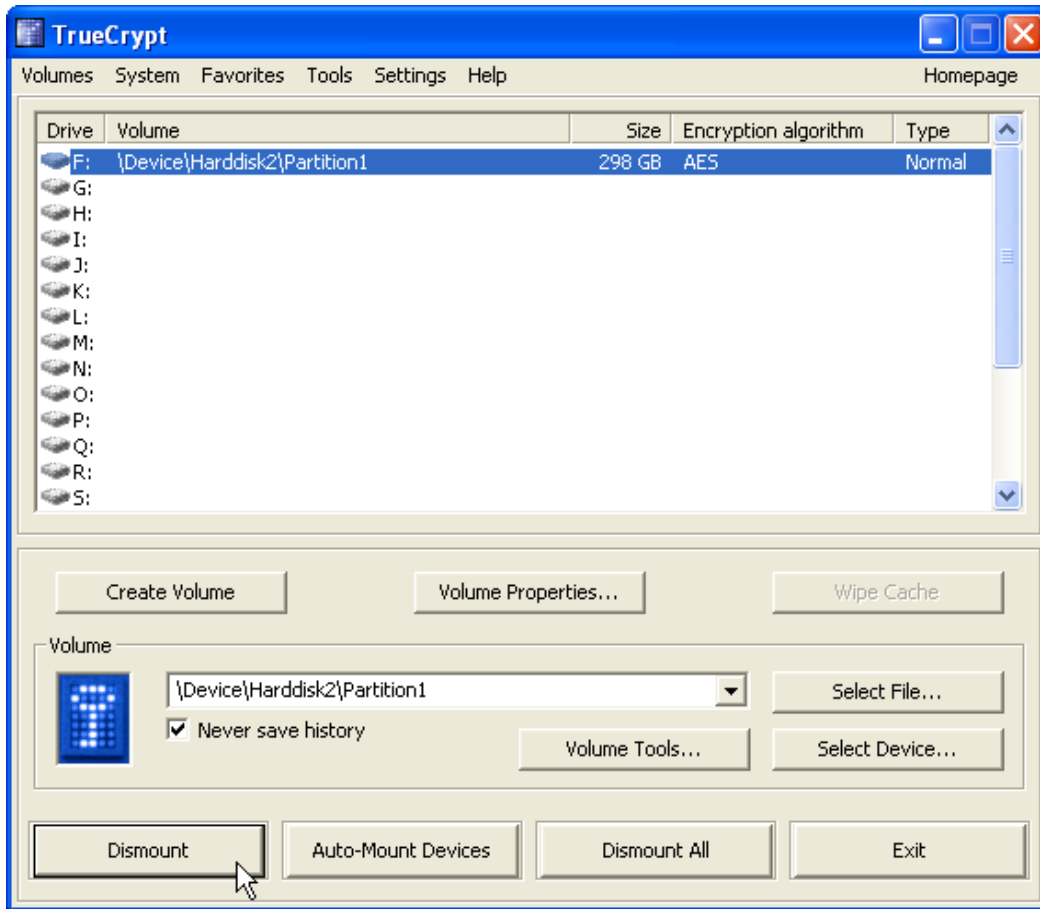 TrueCrypt
Volumes System Favorites Tools Settings Help Homepage
Drive Volume Size Encryption algorithm Type
F: \Device\Harddisk2\Partition1 298 GB AES Normal
G:
H:
I:
J:
K:
L:
M:
N:
O:
P:
Q:
R:
S:
Create Volume Volume Properties... Wipe Cache
Volume
\Device\Harddisk2\Partition1 Select File...
Never save history
Volume Tools... Select Device...
Dismount Auto-Mount Devices Dismount All Exit